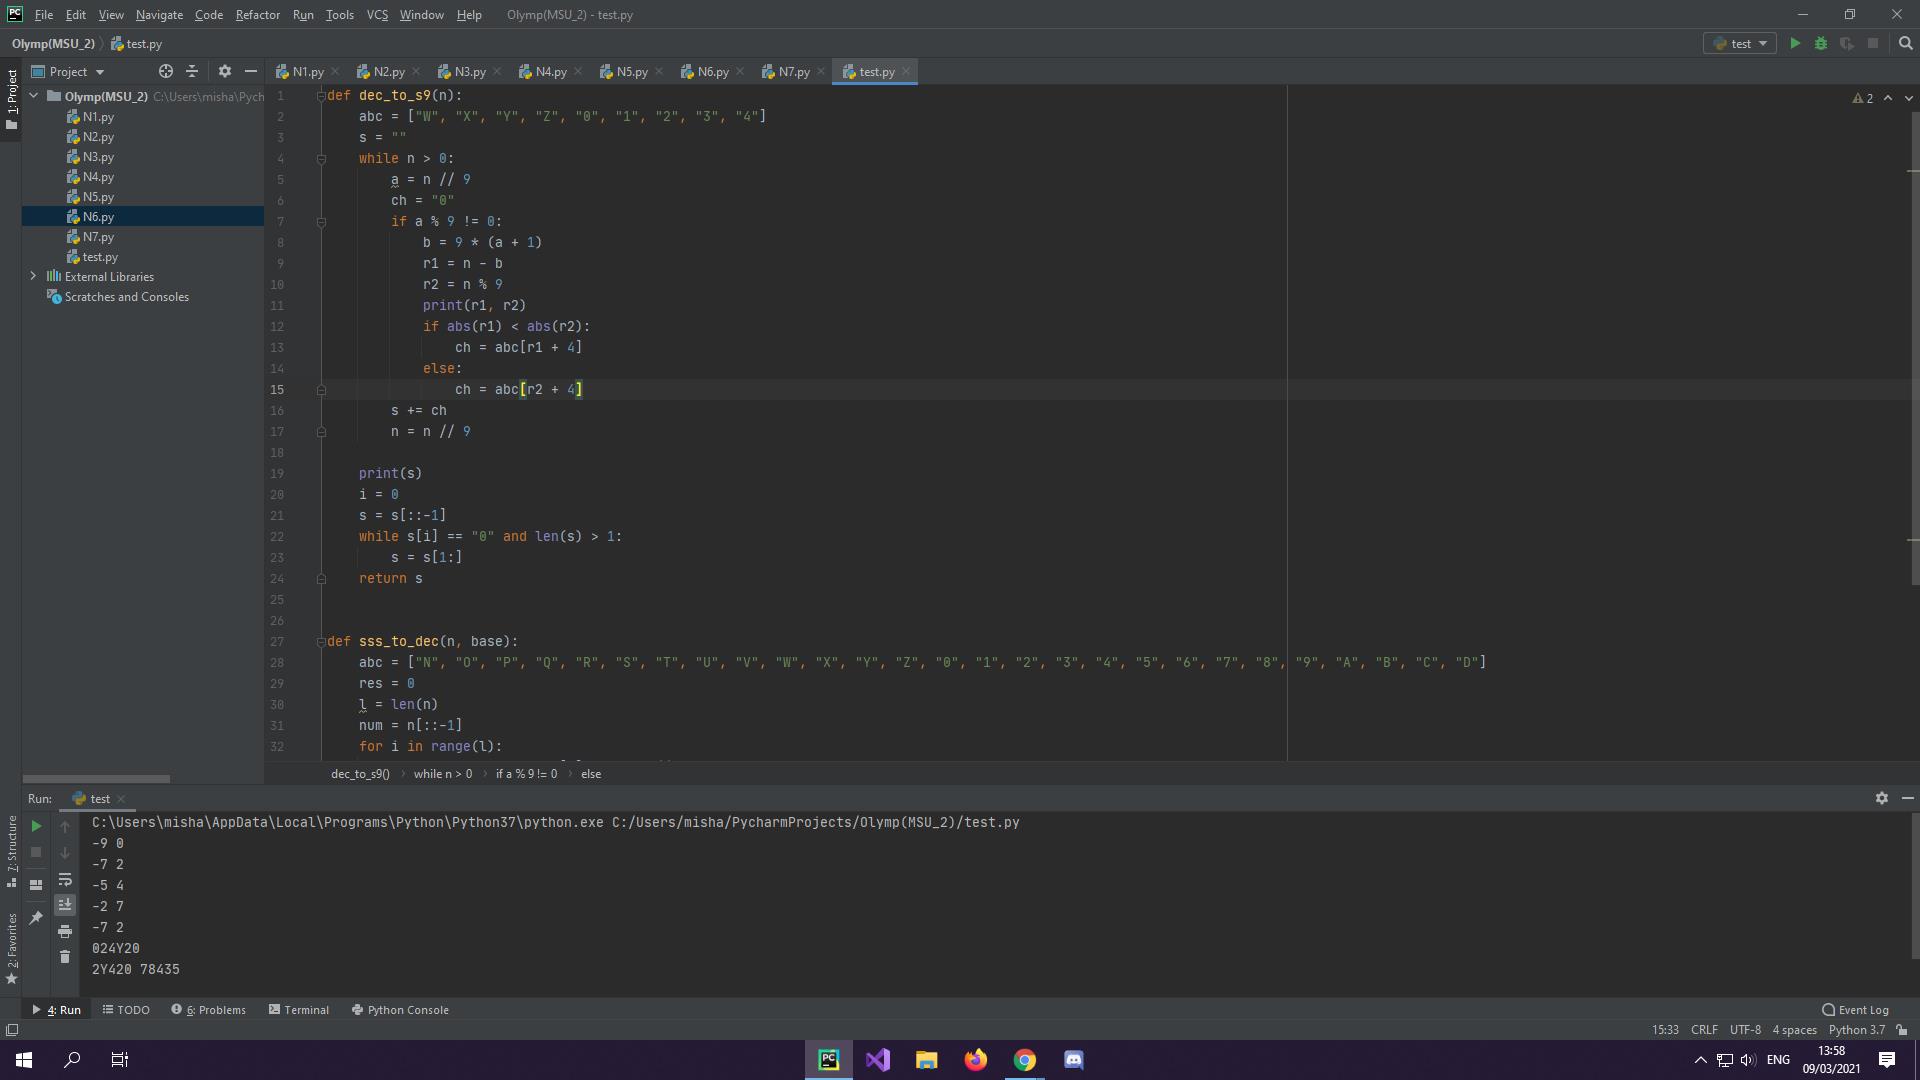 PC File Edit View Navigate Code Refactor Run Tools VCS Window Help Olymp(MSU_2) - test.py
Olymp(MSU_2) test.py test
1: Project
Project
N1.py N2.py N3.py N4.py N5.py N6.py N7.py test.py
Olymp(MSU_2) C:\Users\misha\Pych
N1.py
N2.py
N3.py
N4.py
N5.py
N6.py
N7.py
test.py
External Libraries
Scratches and Consoles
2
1 def dec_to_s9(n):
2 abc = ["W", "X", "Y", "Z", "0", "1", "2", "3", "4"]
3 s = ""
4 while n > 0:
5 a = n // 9
6 ch = "0"
7 if a % 9 != 0:
8 b = 9 * (a + 1)
9 r1 = n - b
10 r2 = n % 9
11 print(r1, r2)
12 if abs(r1) < abs(r2):
13 ch = abc[r1 + 4]
14 else:
15 ch = abc[r2 + 4]
16 s += ch
17 n = n // 9
18
19 print(s)
20 i = 0
21 s = s[::-1]
22 while s[i] == "0" and len(s) > 1:
23 s = s[1:]
24 return s
25
26
27 def sss_to_dec(n, base):
28 abc = ["N", "O", "P", "Q", "R", "S", "T", "U", "V", "W", "X", "Y", "Z", "0", "1", "2", "3", "4", "5", "6", "7", "8", "9", "A", "B", "C", "D"]
29 res = 0
30 l = len(n)
31 num = n[::-1]
32 for i in range(l):
dec_to_s9() while n > 0 if a % 9 != 0 else
Run: test
7: Structure
2: Favorites
C:\Users\misha\AppData\Local\Programs\Python\Python37\python.exe C:/Users/misha/PycharmProjects/Olymp(MSU_2)/test.py
-9 0
-7 2
-5 4
-2 7
-7 2
024Y20
2Y420 78435
4: Run TODO 6: Problems Terminal Python Console Event Log
15:33 CRLF UTF-8 4 spaces Python 3.7
PC ENG 13:58
09/03/2021